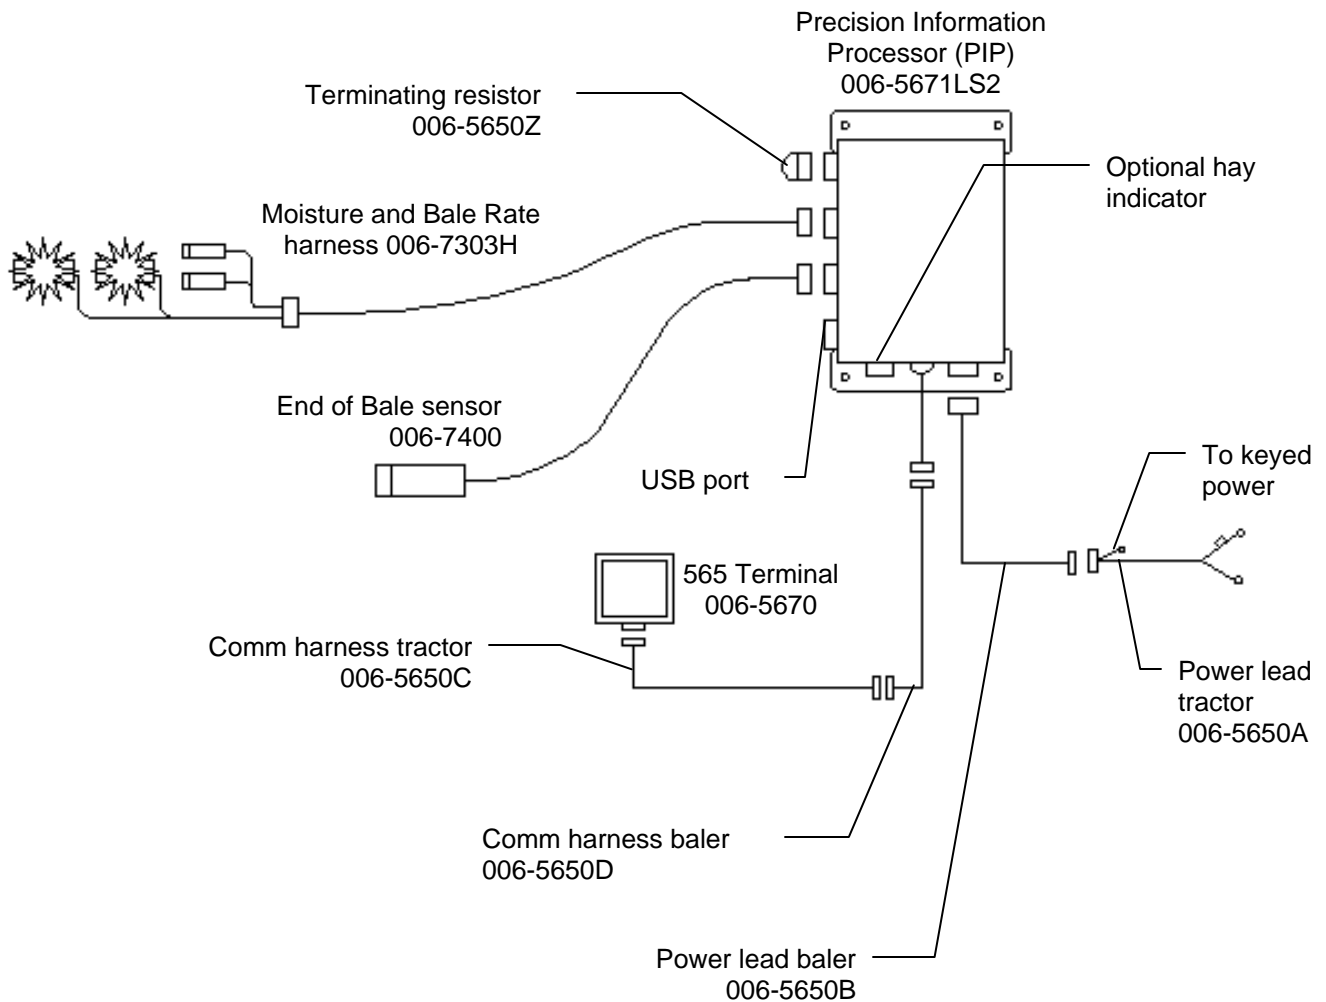 Precision Information
Processor (PIP)
006-5671LS2
Terminating resistor
006-5650Z
Optional hay
indicator
Moisture and Bale Rate
harness 006-7303H
End of Bale sensor
006-7400
To keyed
power
USB port
565 Terminal
006-5670
Comm harness tractor
006-5650C
Power lead
tractor
006-5650A
Comm harness baler
006-5650D
Power lead baler
006-5650B